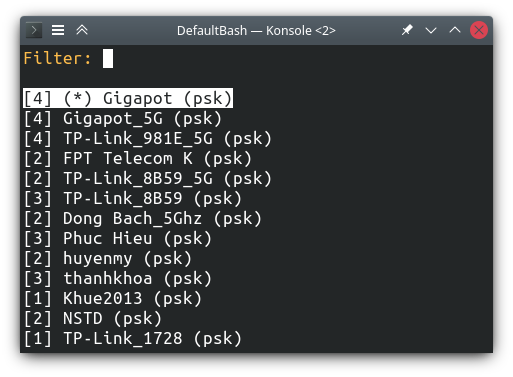 DefaultBash — Konsole <2>
Filter:
[4] (*) Gigapot (psk)
[4] Gigapot_5G (psk)
[4] TP-Link_981E_5G (psk)
[2] FPT Telecom K (psk)
[2] TP-Link_8B59_5G (psk)
[3] TP-Link_8B59 (psk)
[2] Dong Bach_5Ghz (psk)
[3] Phuc Hieu (psk)
[2] huyenmy (psk)
[3] thanhkhoa (psk)
[1] Khue2013 (psk)
[2] NSTD (psk)
[1] TP-Link_1728 (psk)